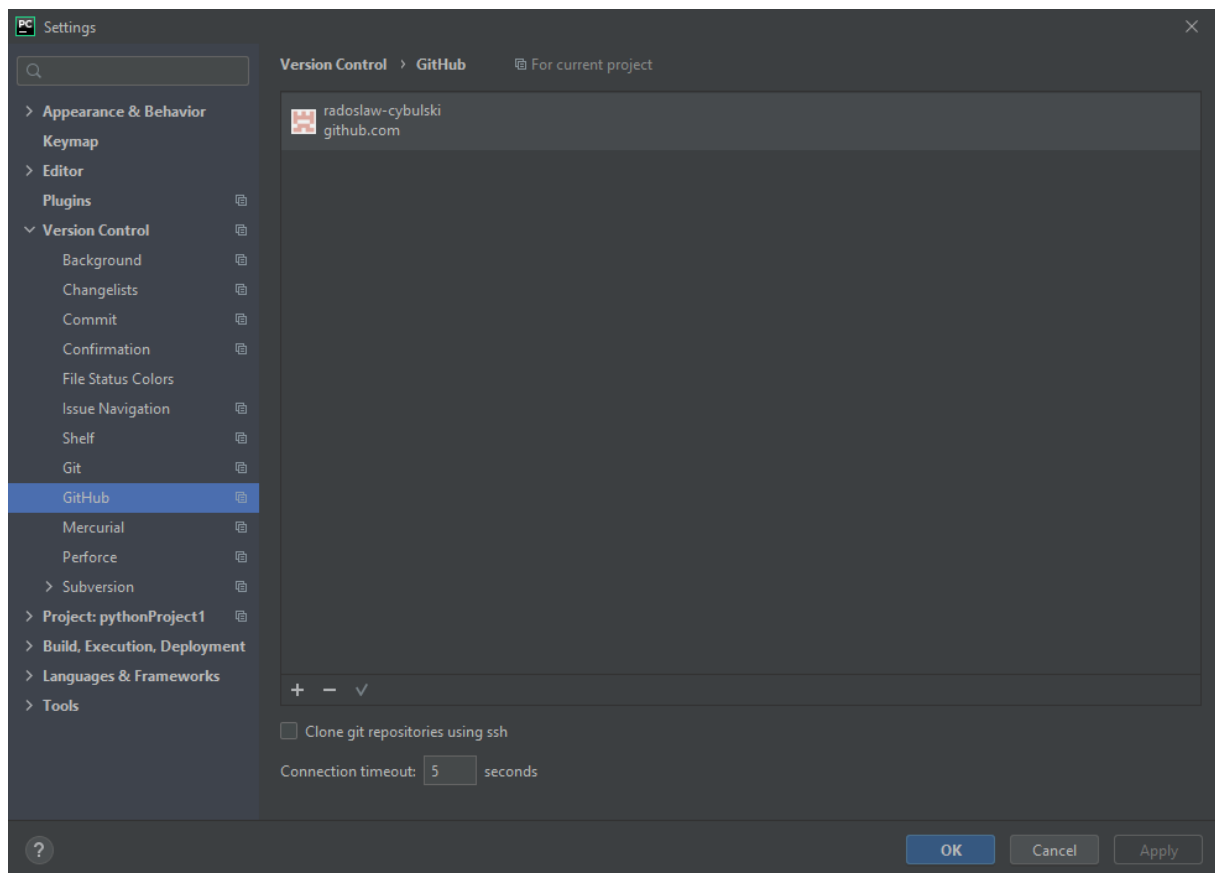 PC Settings
Version Control > GitHub For current project
Appearance & Behavior
Keymap
Editor
Plugins
Version Control
Background
Changelists
Commit
Confirmation
File Status Colors
Issue Navigation
Shelf
Git
GitHub
Mercurial
Perforce
Subversion
Project: pythonProject1
Build, Execution, Deployment
Languages & Frameworks
Tools
radoslaw-cybulski
github.com
Clone git repositories using ssh
Connection timeout: 5 seconds
?
OK Cancel Apply